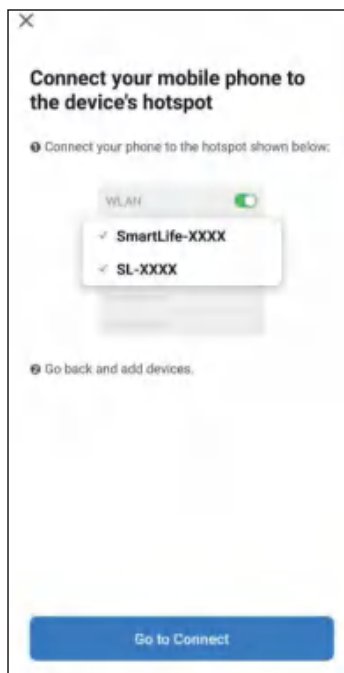 Connect your mobile phone to
the device's hotspot
❶ Connect your phone to the hotspot shown below:
WLAN
SmartLife-XXXX
SL-XXXX
❷ Go back and add devices.
Go to Connect